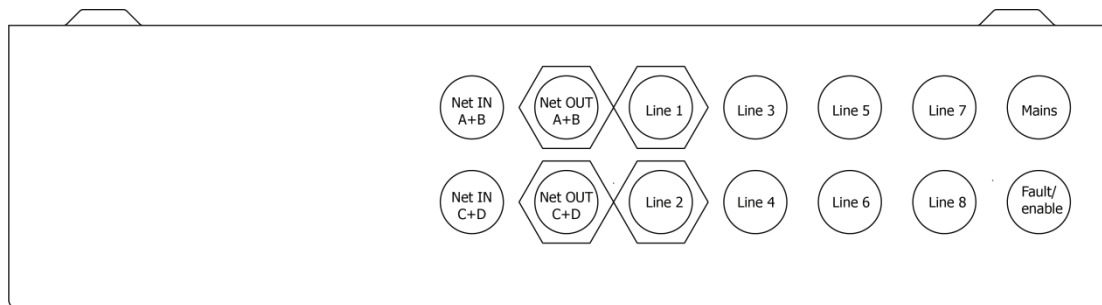 Net IN
A+B
Net OUT
A+B
Line 1
Line 3
Line 5
Line 7
Mains
Net IN
C+D
Net OUT
C+D
Line 2
Line 4
Line 6
Line 8
Fault/
enable